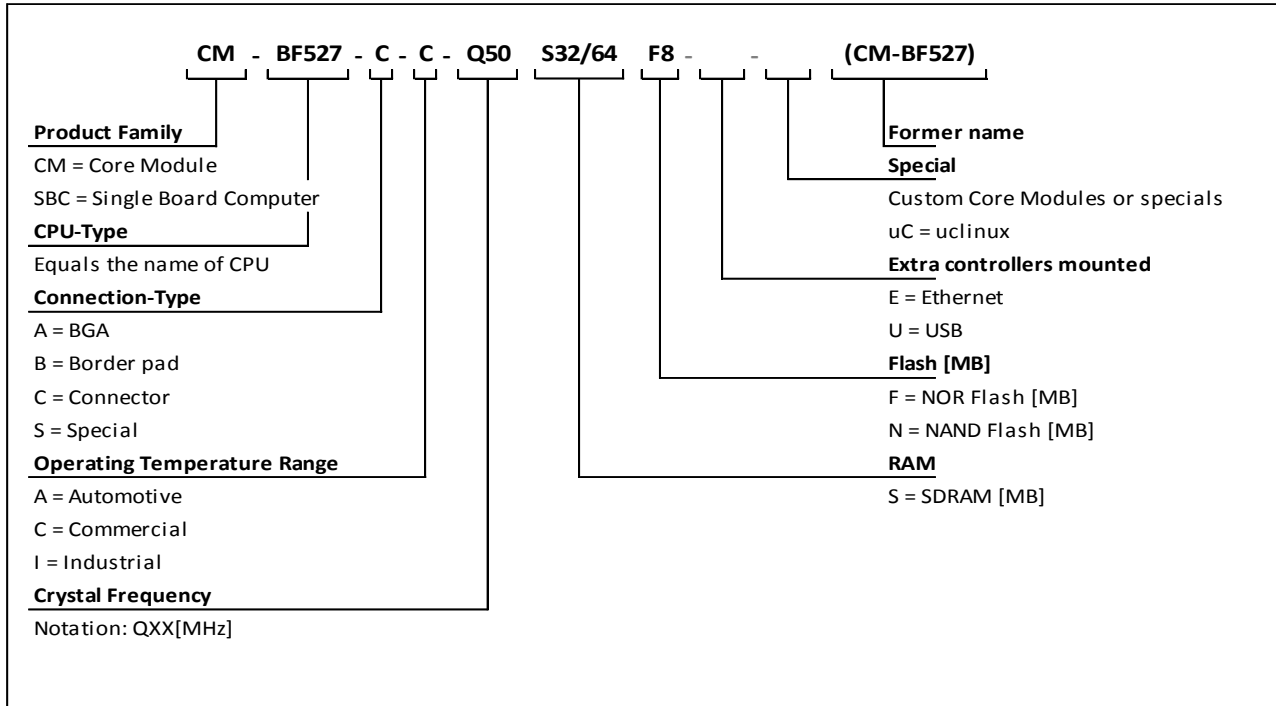 CM - BF527 - C - C - Q50 S32/64 F8 - - (CM-BF527)
Product Family
CM = Core Module
SBC = Single Board Computer
CPU-Type
Equals the name of CPU
Connection-Type
A = BGA
B = Border pad
C = Connector
S = Special
Operating Temperature Range
A = Automotive
C = Commercial
I = Industrial
Crystal Frequency
Notation: QXX[MHz]
Former name
Special
Custom Core Modules or specials
uC = uclinux
Extra controllers mounted
E = Ethernet
U = USB
Flash [MB]
F = NOR Flash [MB]
N = NAND Flash [MB]
RAM
S = SDRAM [MB]